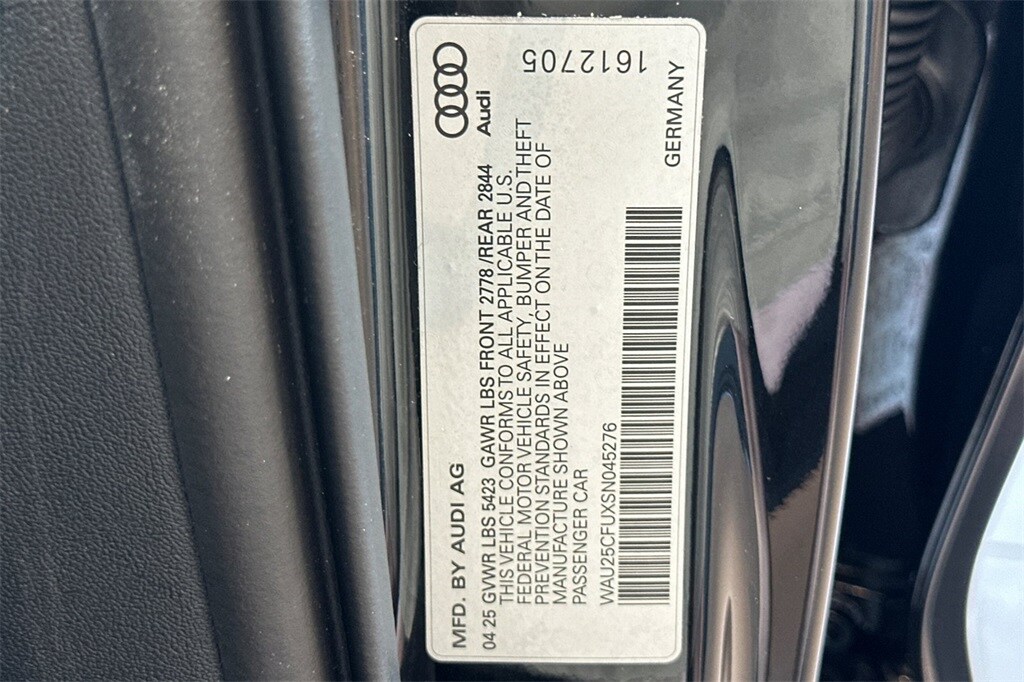 MFD. BY AUDI AG
Audi
04 25 GVWR LBS 5423 GAWR LBS FRONT 2778 /REAR 2844
THIS VEHICLE CONFORMS TO ALL APPLICABLE U.S.
FEDERAL MOTOR VEHICLE SAFETY, BUMPER AND THEFT
PREVENTION STANDARDS IN EFFECT ON THE DATE OF
MANUFACTURE SHOWN ABOVE
PASSENGER CAR
WAU25CFUXSN045276
1612705
GERMANY